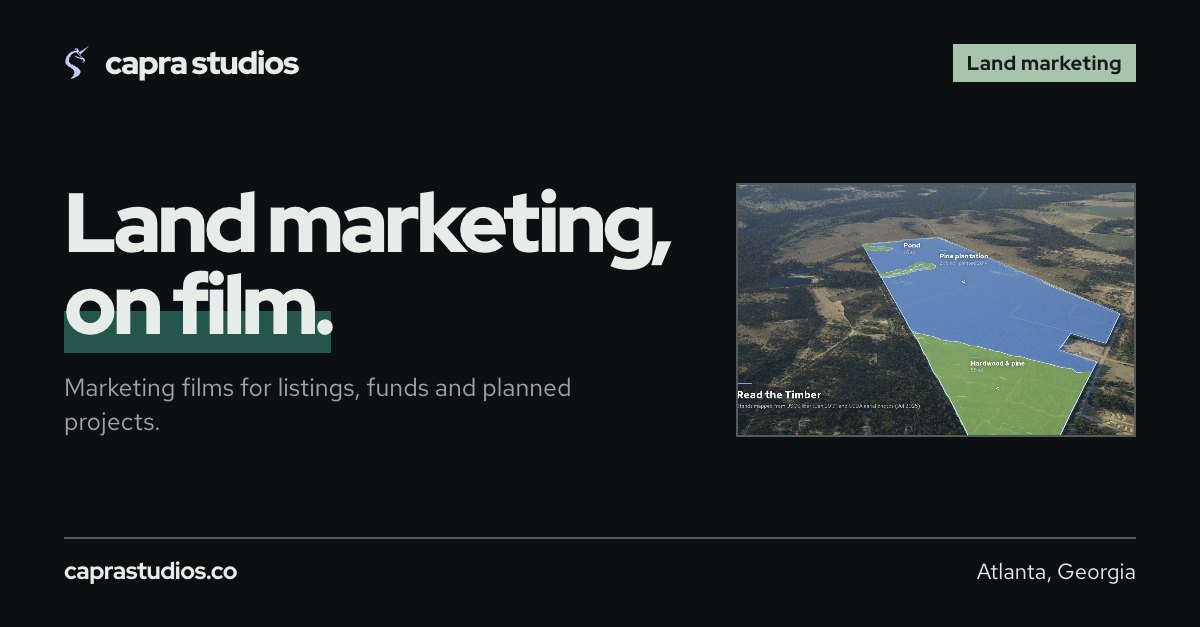 capra studios
Land marketing
Land marketing,
on film.
Marketing films for listings, funds and planned
projects.
Pond
Pine plantation
Hardwood & pine
Read the Timber
caprastudios.co
Atlanta, Georgia